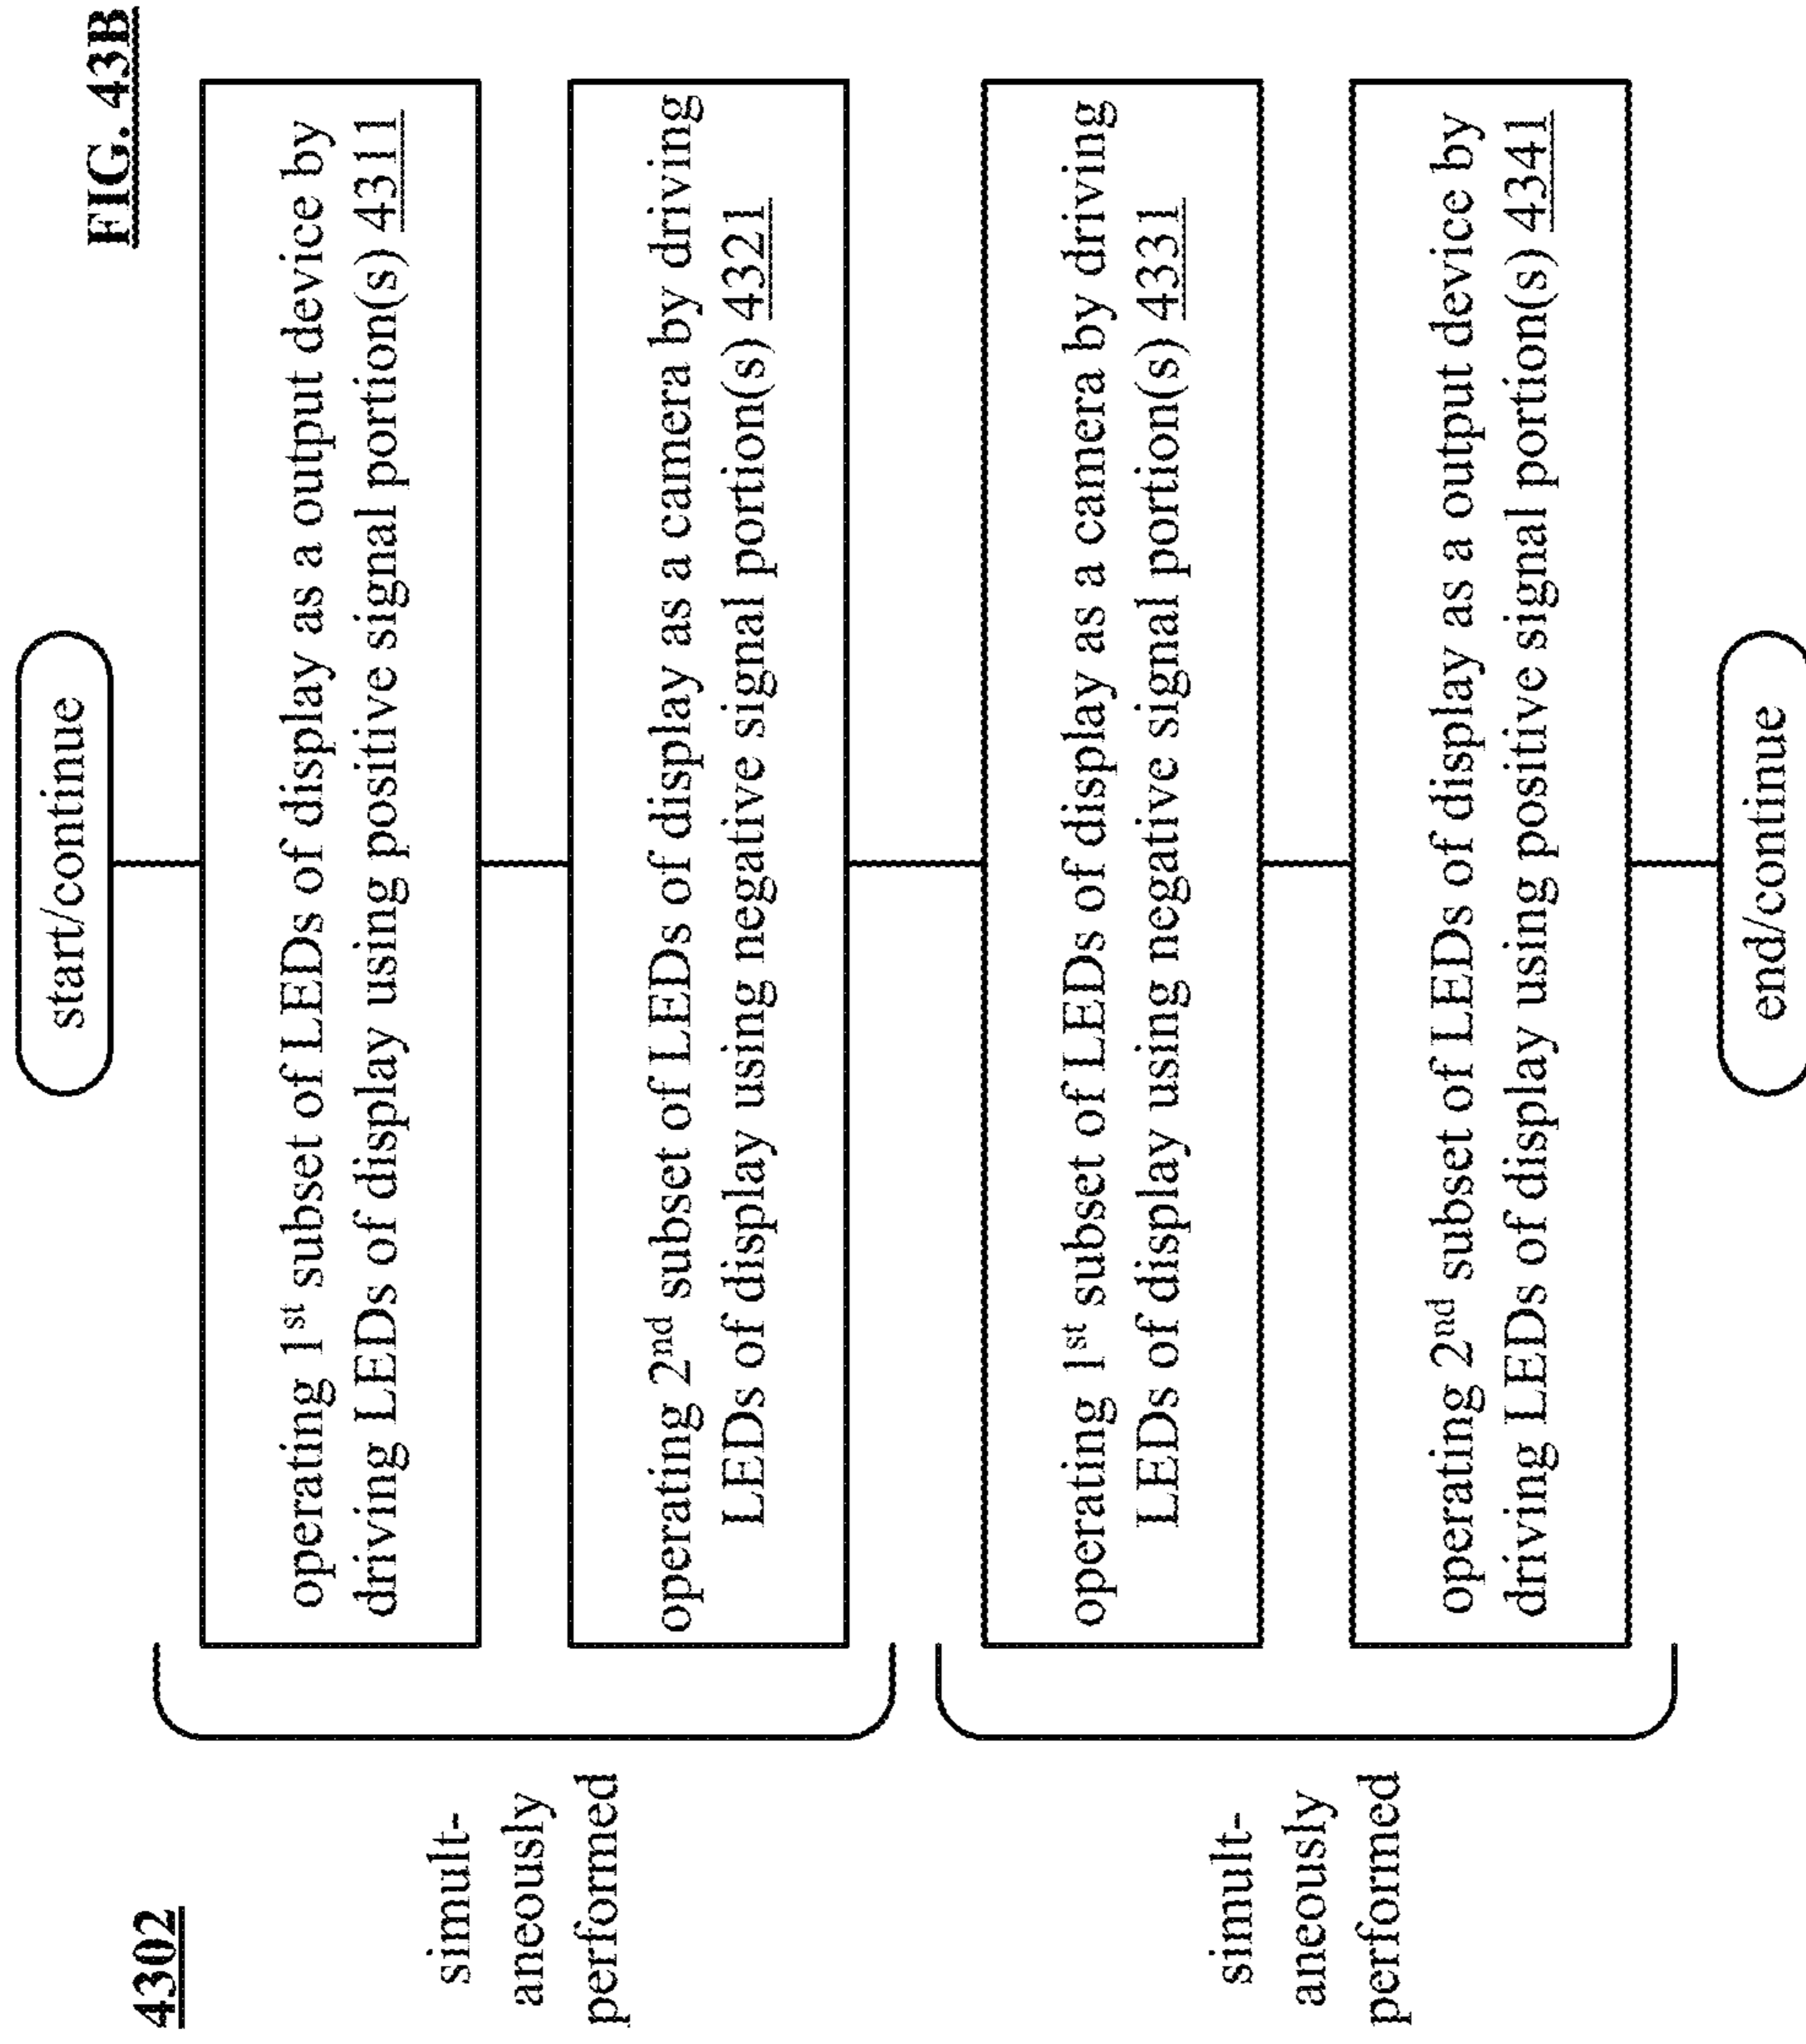 4302
FIG. 43B
start/continue
simult-
aneously
performed
operating 1st subset of LEDs of display as a output device by
driving LEDs of display using positive signal portion(s) 4311
operating 2nd subset of LEDs of display as a camera by driving
LEDs of display using negative signal portion(s) 4321
simult-
aneously
performed
operating 1st subset of LEDs of display as a camera by driving
LEDs of display using negative signal portion(s) 4331
operating 2nd subset of LEDs of display as a output device by
driving LEDs of display using positive signal portion(s) 4341
end/continue